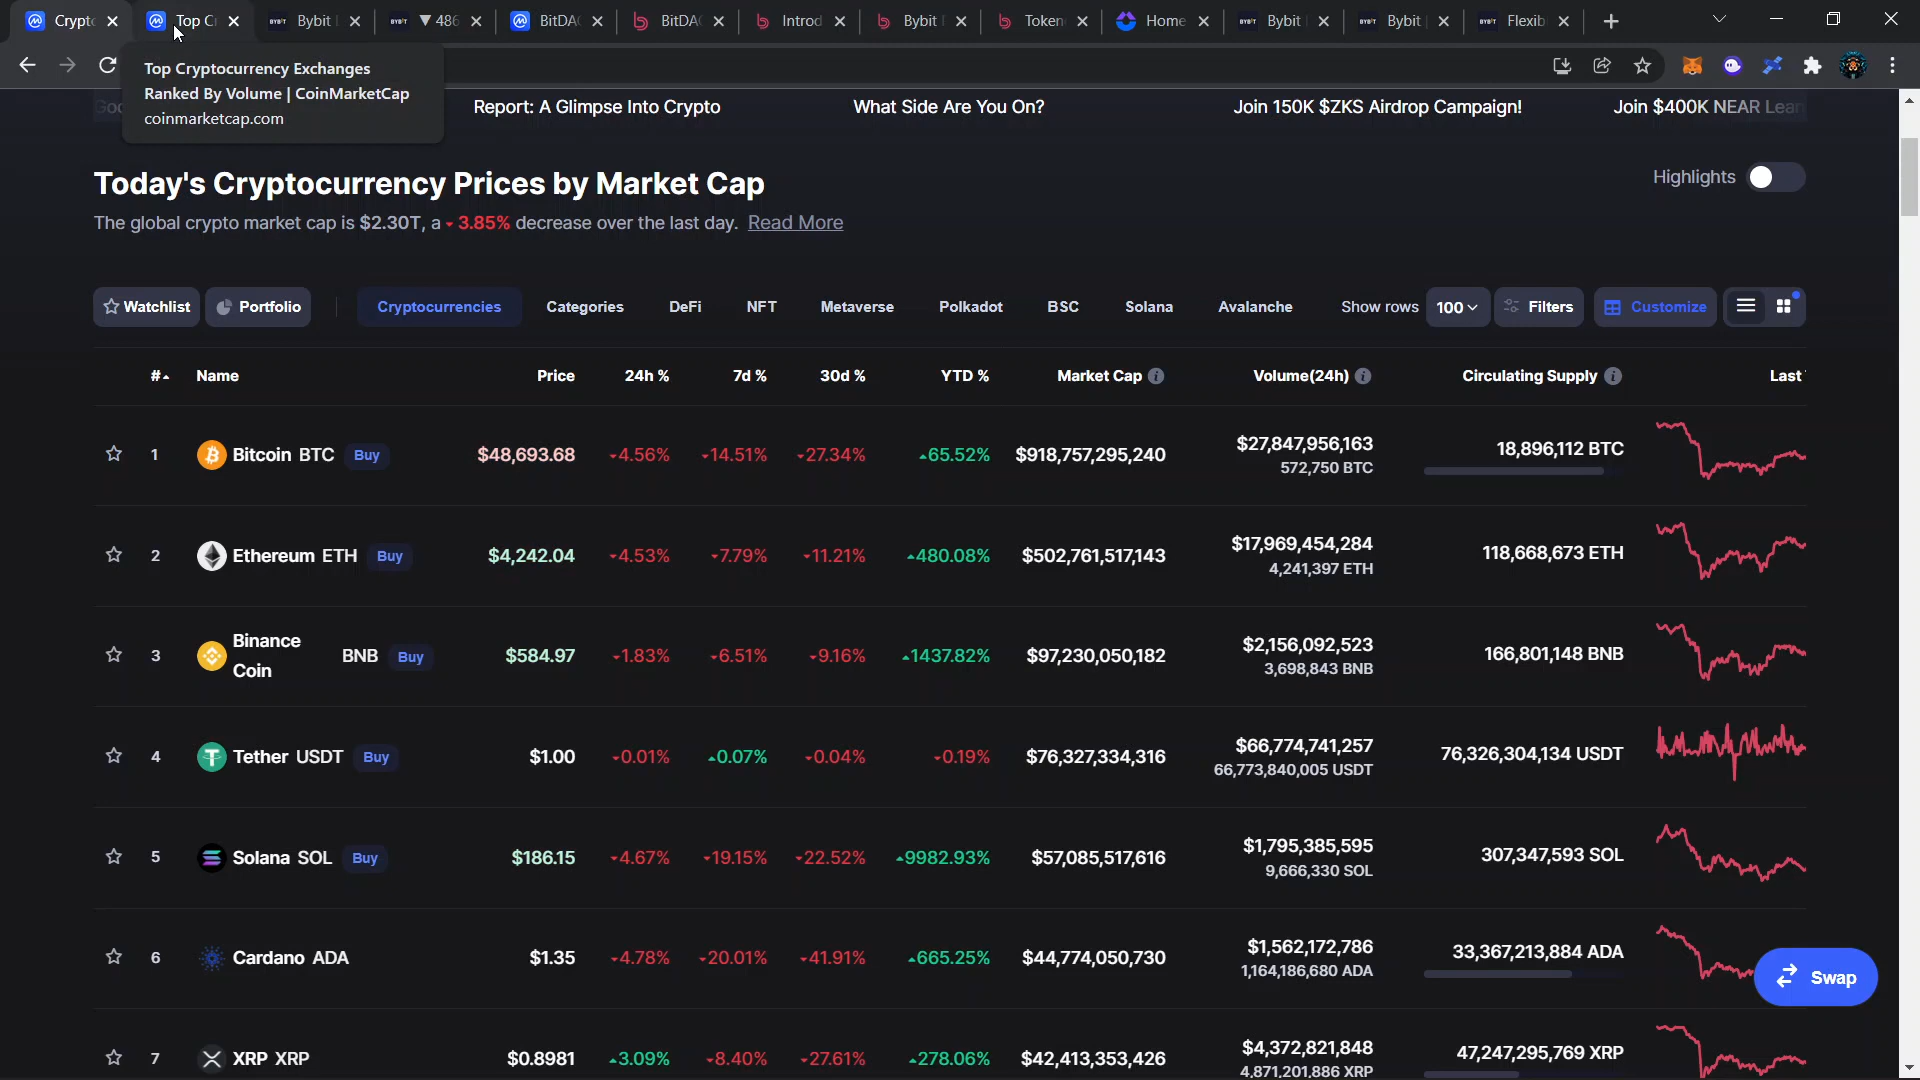 Crypt
Top C
BYBIT Bybit
BYBIT ▼ 486
BitDA
BitDA
Introd
Bybit
Token
Home
BYBIT Bybit
BYBIT Bybit
BYBIT Flexib
Top Cryptocurrency Exchanges
Ranked By Volume | CoinMarketCap
coinmarketcap.com
Report: A Glimpse Into Crypto
What Side Are You On?
Join 150K $ZKS Airdrop Campaign!
Join $400K NEAR Lear
Today's Cryptocurrency Prices by Market Cap
Highlights
The global crypto market cap is $2.30T, a 3.85% decrease over the last day. Read More
Watchlist Portfolio Cryptocurrencies Categories DeFi NFT Metaverse Polkadot BSC Solana Avalanche Show rows 100 Filters Customize
# Name Price 24h % 7d % 30d % YTD % Market Cap Volume(24h) Circulating Supply Last
1 Bitcoin BTC Buy $48,693.68 4.56% 14.51% 27.34% 65.52% $918,757,295,240 $27,847,956,163 18,896,112 BTC
572,750 BTC
2 Ethereum ETH Buy $4,242.04 4.53% 7.79% 11.21% 480.08% $502,761,517,143 $17,969,454,284 118,668,673 ETH
4,241,397 ETH
3 Binance Coin BNB Buy $584.97 1.83% 6.51% 9.16% 1437.82% $97,230,050,182 $2,156,092,523 166,801,148 BNB
3,698,843 BNB
4 Tether USDT Buy $1.00 0.01% 0.07% 0.04% 0.19% $76,327,334,316 $66,774,741,257 76,326,304,134 USDT
66,773,840,005 USDT
5 Solana SOL Buy $186.15 4.67% 19.15% 22.52% 9982.93% $57,085,517,616 $1,795,385,595 307,347,593 SOL
9,666,330 SOL
6 Cardano ADA $1.35 4.78% 20.01% 41.91% 665.25% $44,774,050,730 $1,562,172,786 33,367,213,884 ADA
1,164,186,680 ADA
Swap
7 XRP XRP $0.8981 3.09% 8.40% 27.61% 278.06% $42,413,353,426 $4,372,821,848 47,247,295,769 XRP
4,871,201,886 XRP